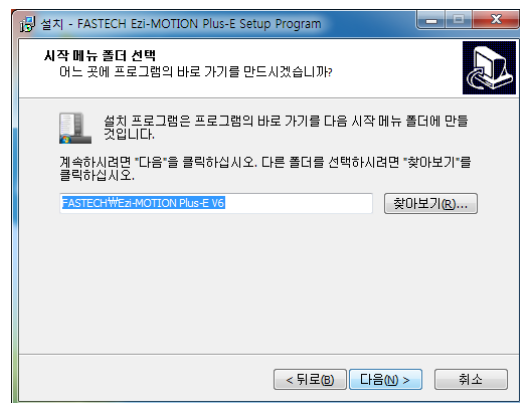 설치 - FASTECH Ezi-MOTION Plus-E Setup Program
시작 메뉴 폴더 선택
어느 곳에 프로그램의 바로 가기를 만드시겠습니까?
설치 프로그램은 프로그램의 바로 가기를 다음 시작 메뉴 폴더에 만들
것입니다.
계속하시려면 "다음"을 클릭하십시오. 다른 폴더를 선택하시려면 "찾아보기"를
클릭하십시오.
FASTECH₩Ezi-MOTION Plus-E V6
찾아보기(R)...
< 뒤로(B)
다음(N) >
취소